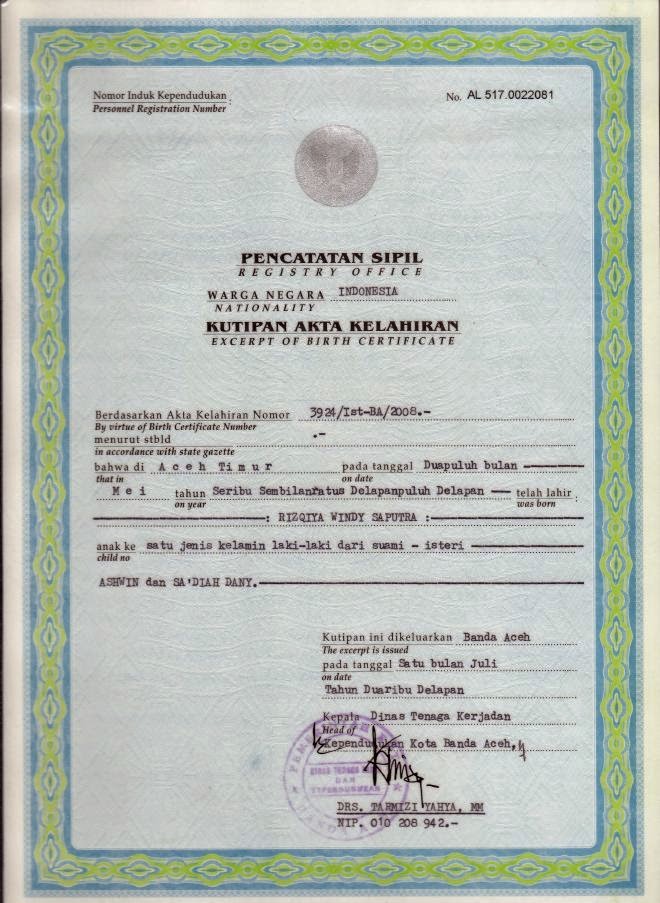 Nomor Induk Kependudukan : No. AL 517.0022081
Personnel Registration Number
PENCATATAN SIPIL
REGISTRY OFFICE
WARGA NEGARA INDONESIA
NATIONALITY
KUTIPAN AKTA KELAHIRAN
EXCERPT OF BIRTH CERTIFICATE
Berdasarkan Akta Kelahiran Nomor 3924/Ist-BA/2008.-
By virtue of Birth Certificate Number
menurut stbld .-
in accordance with state gazette
bahwa di Aceh Timur pada tanggal Duapuluh bulan
that in on date
Mei tahun Seribu Sembilanratus Delapanpuluh Delapan telah lahir :
on year was born
: RIZQIYA WINDY SAPUTRA :
anak ke satu jenis kelamin laki-laki dari suami - isteri
child no
ASHWIN dan SA'DIAH DANY.
Kutipan ini dikeluarkan Banda Aceh
The excerpt is issued
pada tanggal Satu bulan Juli
on date
Tahun Duaribu Delapan
Kepala Dinas Tenaga Kerjadan
Head of
Kependudukan Kota Banda Aceh,
DINAS TENAGA
DAN
KEPENDUDUKAN
DRS. TARMIZI YAHYA, MM
NIP. 010 208 942.-